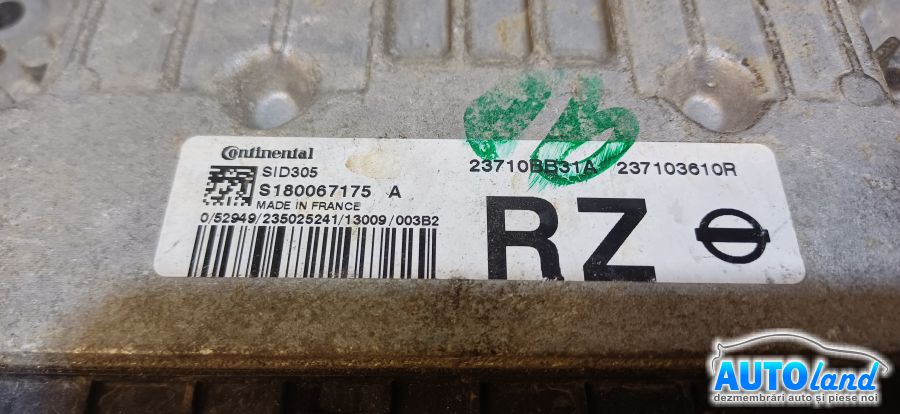 Continental
SID305
S180067175 A
MADE IN FRANCE
0/52949/235025241/13009/003B2
23710BB31A 237103610R
RZ
AUTOland
dezmembrări auto și piese noi